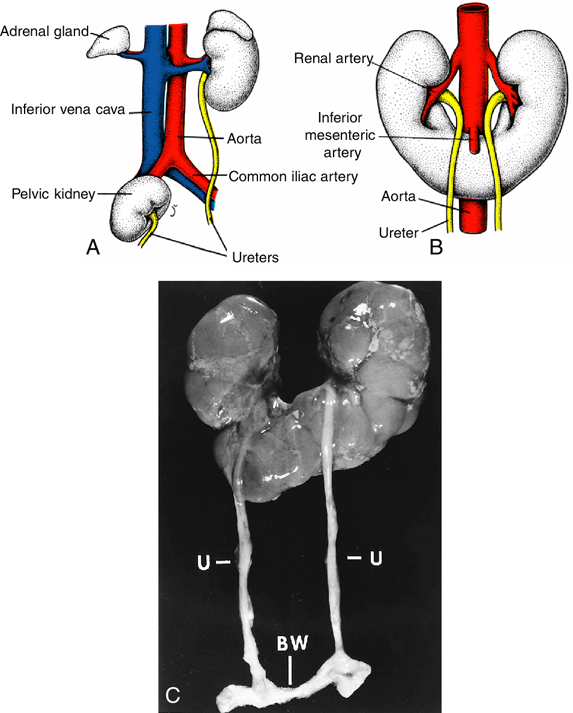 Adrenal gland
Inferior vena cava
Aorta
Common iliac artery
Pelvic kidney
Ureters
A
Renal artery
Inferior
mesenteric
artery
Aorta
Ureter
B
U
U
BW
C